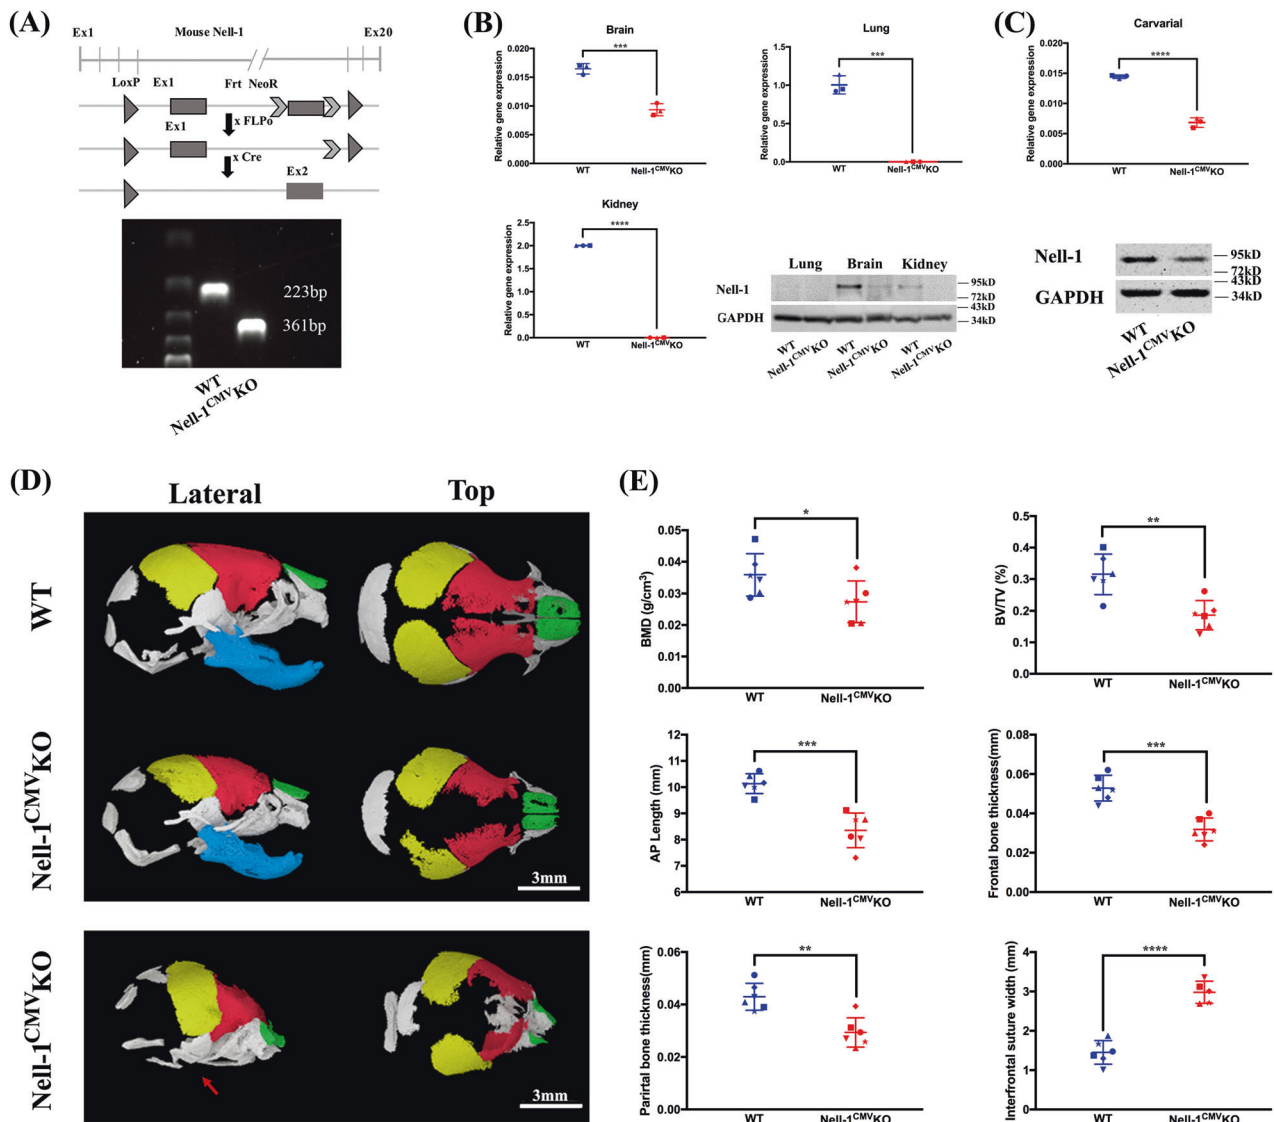 (A)
Ex1 Mouse Nell-1 Ex20
LoxP Ex1 Frt NeoR
x FLPo
Ex1
x Cre
Ex2
223bp
361bp
WT
Nell-1CMVKO
(B)
Brain
Relative gene expression
0.020
0.015
0.010
0.005
0.000
***
WT
Nell-1CMVKO
Lung
Relative gene expression
1.5
1.0
0.5
0.0
***
WT
Nell-1CMVKO
Kidney
Relative gene expression
2.5
2.0
1.5
1.0
0.5
0.0
****
WT
Nell-1CMVKO
Lung Brain Kidney
Nell-1
95kD
72kD
43kD
GAPDH
34kD
WT
Nell-1CMVKO
WT
Nell-1CMVKO
WT
Nell-1CMVKO
(C)
Carvarial
Relative gene expression
0.020
0.015
0.010
0.005
0.000
****
WT
Nell-1CMVKO
Nell-1
95kD
72kD
43kD
GAPDH
34kD
WT
Nell-1CMVKO
(D)
Lateral Top
WT
Nell-1CMVKO
3mm
Nell-1CMVKO
3mm
(E)
BMD (g/cm3)
0.05
0.04
0.03
0.02
0.01
0.00
*
WT
Nell-1CMVKO
BV/TV (%)
0.5
0.4
0.3
0.2
0.1
0.0
**
WT
Nell-1CMVKO
AP Length (mm)
12
11
10
9
8
7
6
***
WT
Nell-1CMVKO
Frontal bone thickness(mm)
0.08
0.06
0.04
0.02
0.00
***
WT
Nell-1CMVKO
Parirtal bone thickness(mm)
0.06
0.04
0.02
0.00
**
WT
Nell-1CMVKO
Interfrontal suture width (mm)
4
3
2
1
0
****
WT
Nell-1CMVKO